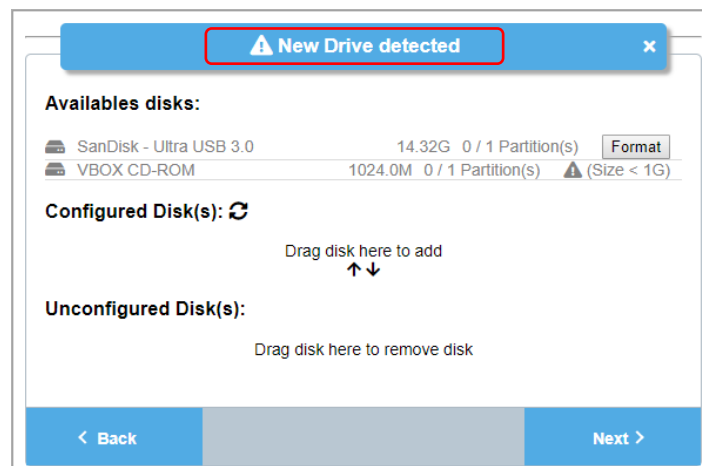 New Drive detected ×
Availables disks:
SanDisk - Ultra USB 3.0 14.32G 0 / 1 Partition(s) Format
VBOX CD-ROM 1024.0M 0 / 1 Partition(s) (Size < 1G)
Configured Disk(s):
Drag disk here to add
Unconfigured Disk(s):
Drag disk here to remove disk
< Back Next >